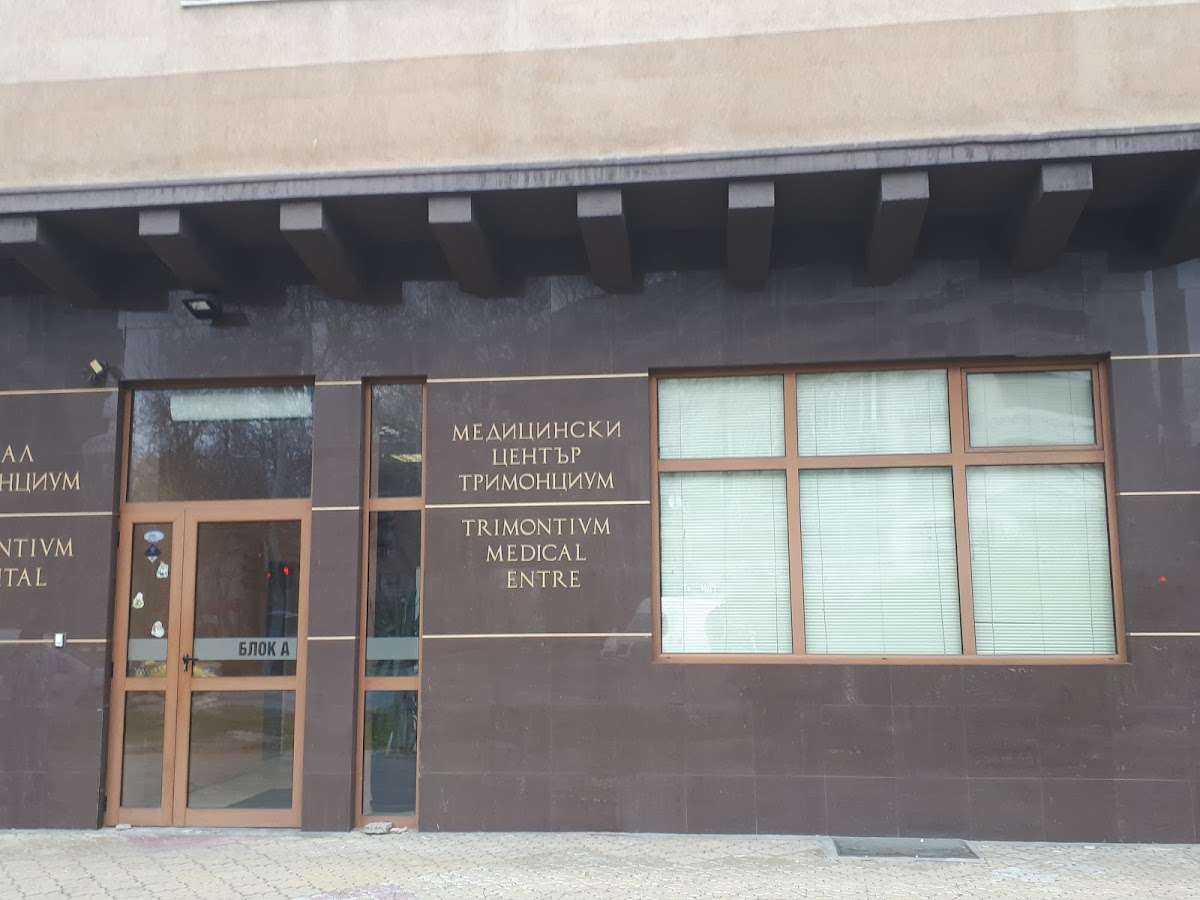 АЛ
НЦИУМ
NTIVM
ITAL
БЛОК А
МЕДИЦИНСКИ
ЦЕНТЪР
ТРИМОНЦИУМ
TRIMONTIVM
MEDICAL
ENTRE